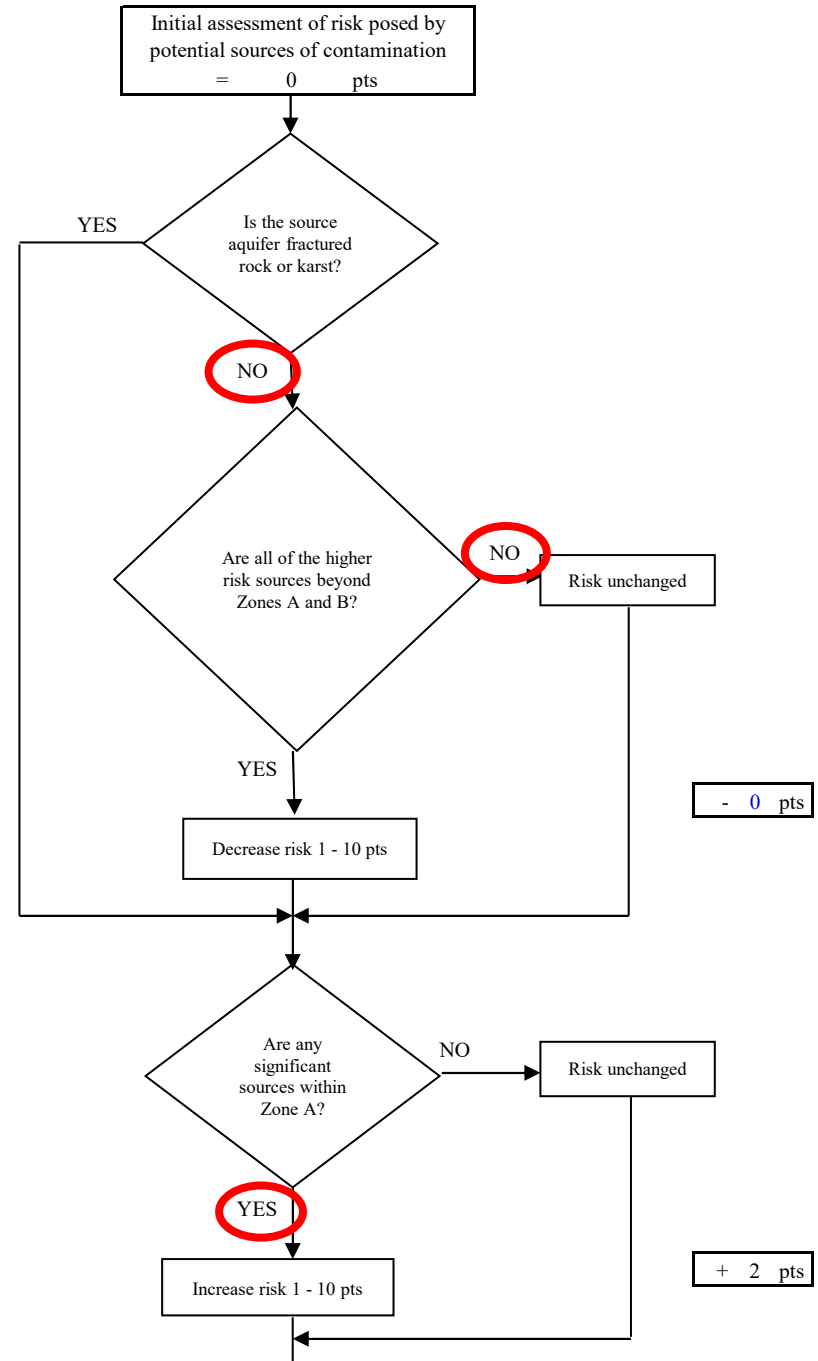 Initial assessment of risk posed by
potential sources of contamination
= 0 pts
YES
Is the source
aquifer fractured
rock or karst?
NO
Are all of the higher
risk sources beyond
Zones A and B?
NO
Risk unchanged
YES
- 0 pts
Decrease risk 1 - 10 pts
Are any
significant
sources within
Zone A?
NO
Risk unchanged
YES
Increase risk 1 - 10 pts
+ 2 pts